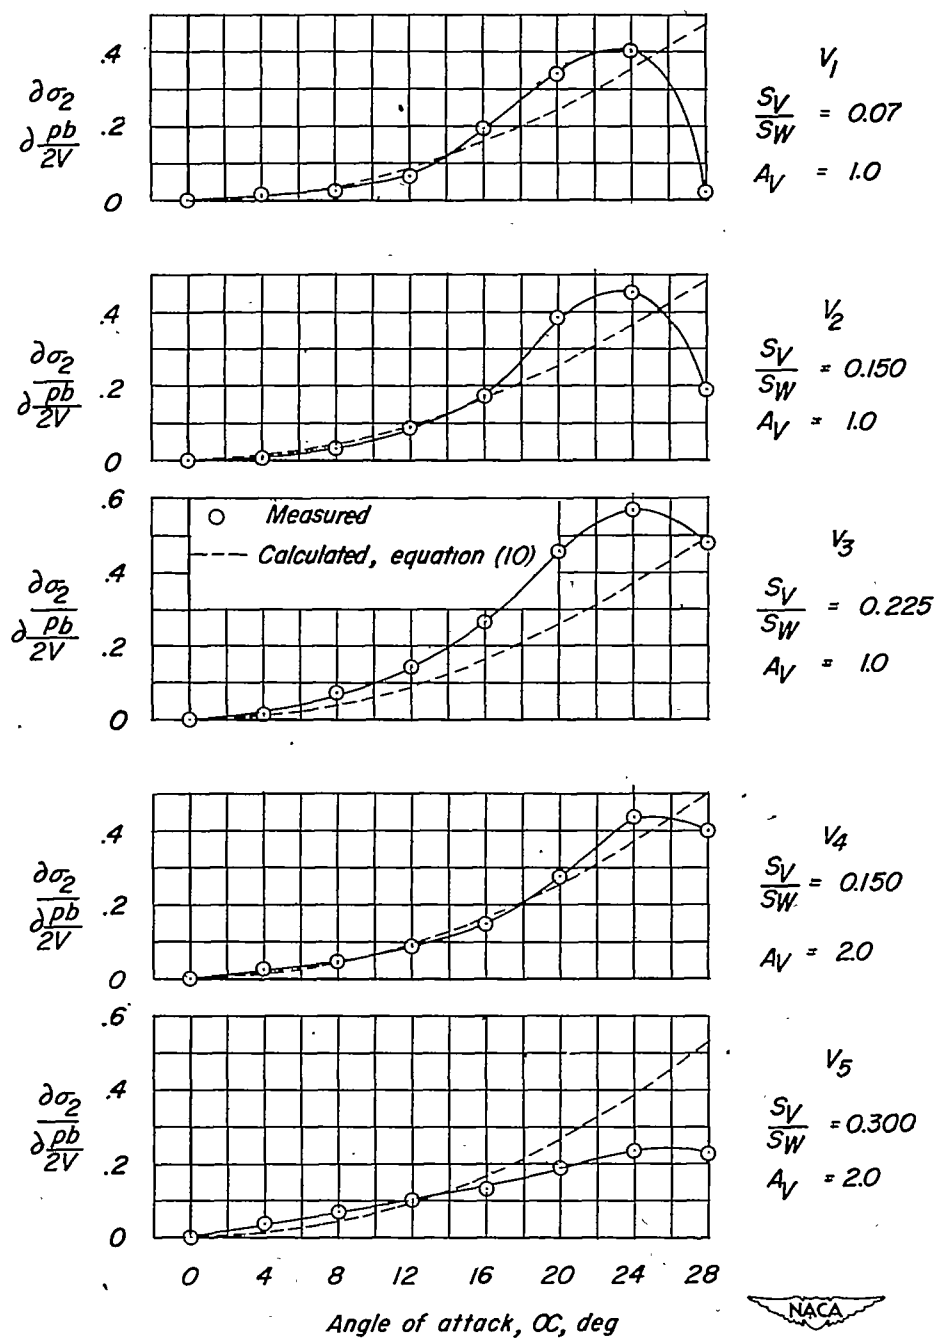 .4
.2
0
∂σ2
∂ pb/2V
V1
SV/SW = 0.07
AV = 1.0
.4
.2
0
∂σ2
∂ pb/2V
V2
SV/SW = 0.150
AV = 1.0
.6
.4
.2
0
∂σ2
∂ pb/2V
Measured
Calculated, equation (10)
V3
SV/SW = 0.225
AV = 1.0
.4
.2
0
∂σ2
∂ pb/2V
V4
SV/SW = 0.150
AV = 2.0
.6
.4
.2
0
∂σ2
∂ pb/2V
V5
SV/SW = 0.300
AV = 2.0
0 4 8 12 16 20 24 28
Angle of attack, α, deg
NACA